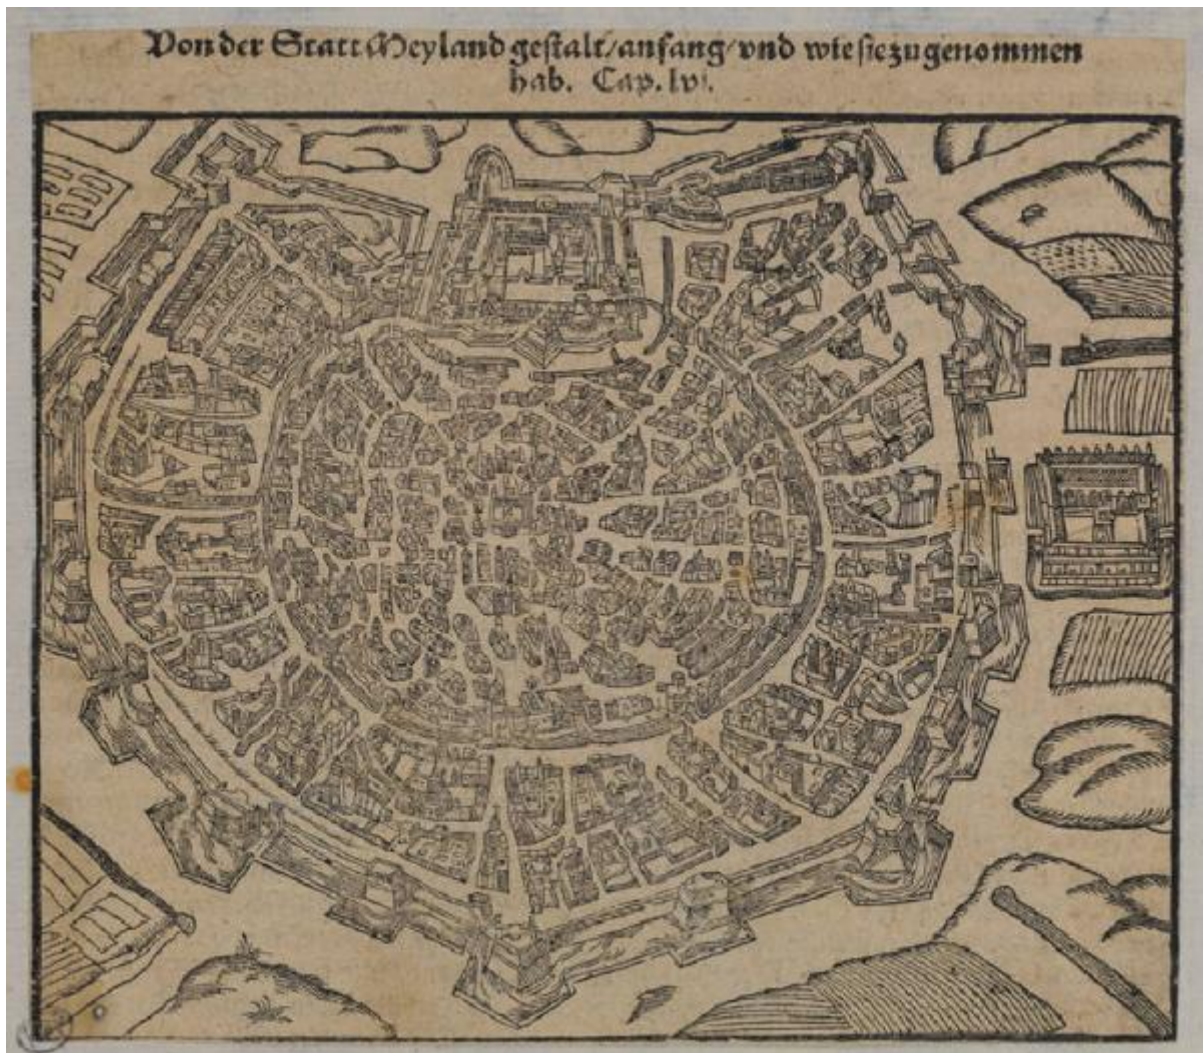 Von der Statt Meyland gestalt/anfang/vnd wie sie zugenommen
hab. Cap. lvi.